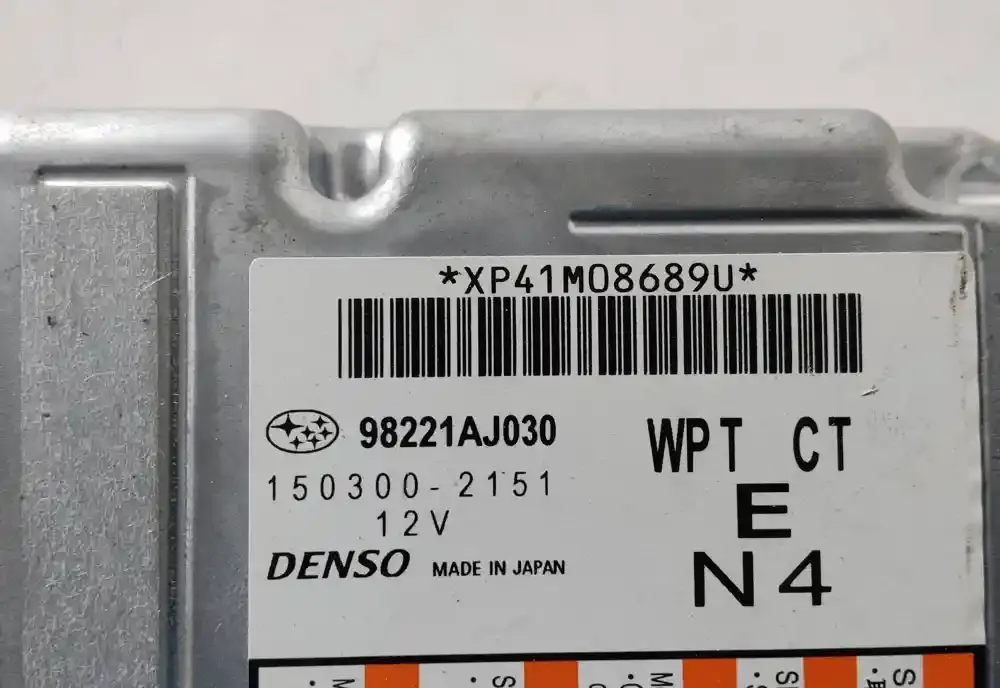 *XP41M08689U*
98221AJ030
WPT CT
150300-2151
E
12V
N4
DENSO MADE IN JAPAN